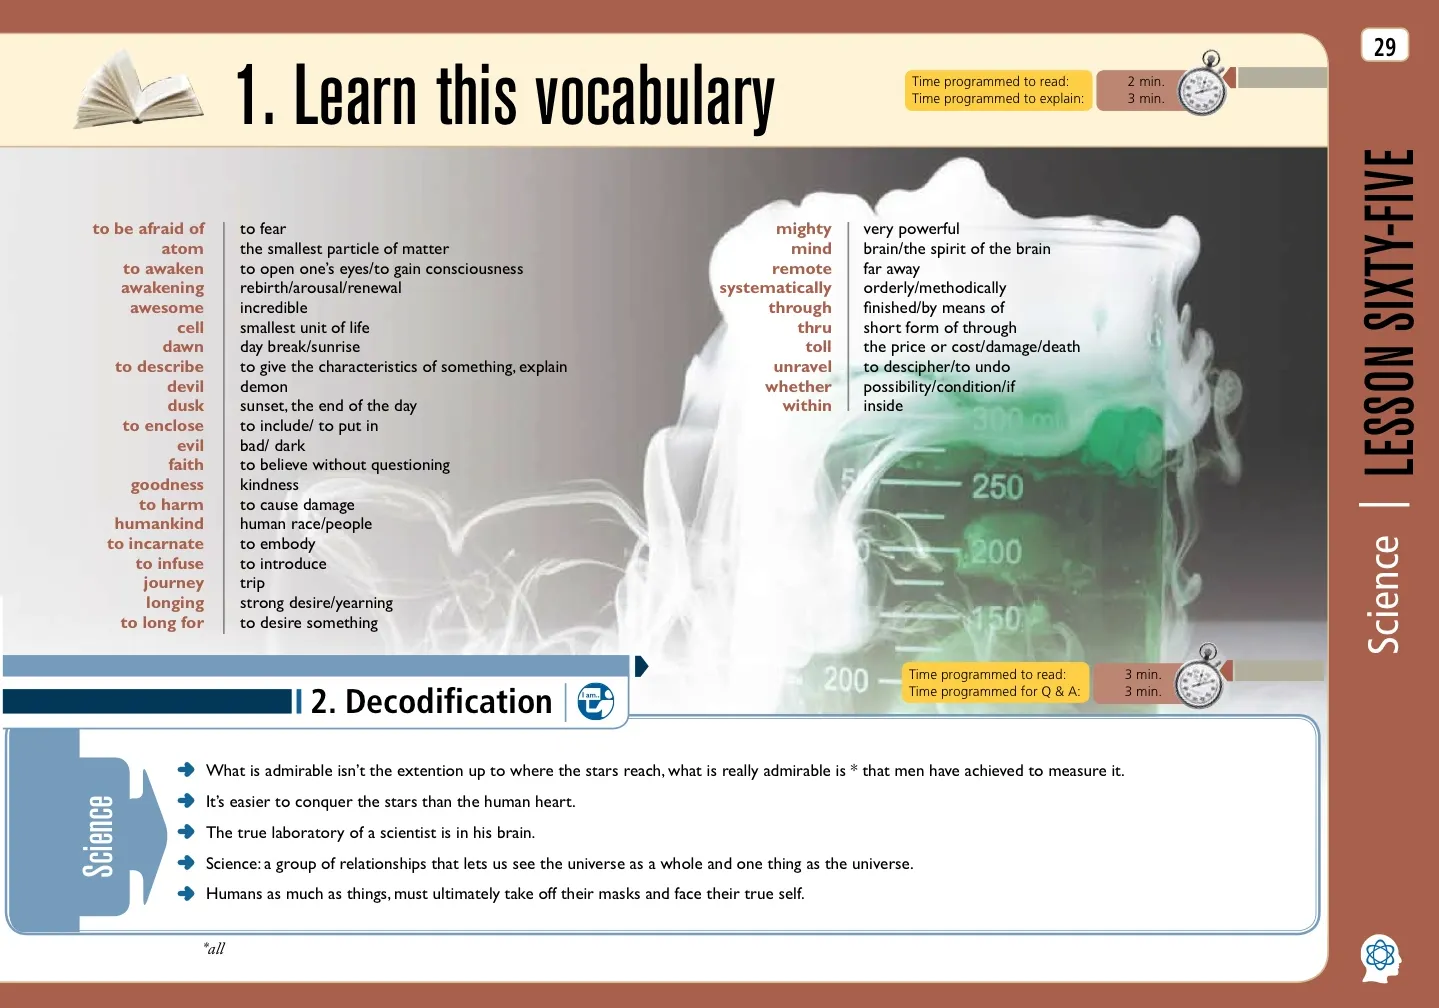 29
1. Learn this vocabulary
Time programmed to read: 2 min.
Time programmed to explain: 3 min.
LESSON SIXTY-FIVE
Science
to be afraid of to fear
atom the smallest particle of matter
to awaken to open one's eyes/to gain consciousness
awakening rebirth/arousal/renewal
awesome incredible
cell smallest unit of life
dawn day break/sunrise
to describe to give the characteristics of something, explain
devil demon
dusk sunset, the end of the day
to enclose to include/ to put in
evil bad/ dark
faith to believe without questioning
goodness kindness
to harm to cause damage
humankind human race/people
to incarnate to embody
to infuse to introduce
journey trip
longing strong desire/yearning
to long for to desire something
mighty very powerful
mind brain/the spirit of the brain
remote far away
systematically orderly/methodically
through finished/by means of
thru short form of through
toll the price or cost/damage/death
unravel to descipher/to undo
whether possibility/condition/if
within inside
300 ml
250
200
150
200
2. Decodification
I am...
Time programmed to read: 3 min.
Time programmed for Q & A: 3 min.
Science
What is admirable isn't the extention up to where the stars reach, what is really admirable is * that men have achieved to measure it.
It's easier to conquer the stars than the human heart.
The true laboratory of a scientist is in his brain.
Science: a group of relationships that lets us see the universe as a whole and one thing as the universe.
Humans as much as things, must ultimately take off their masks and face their true self.
*all